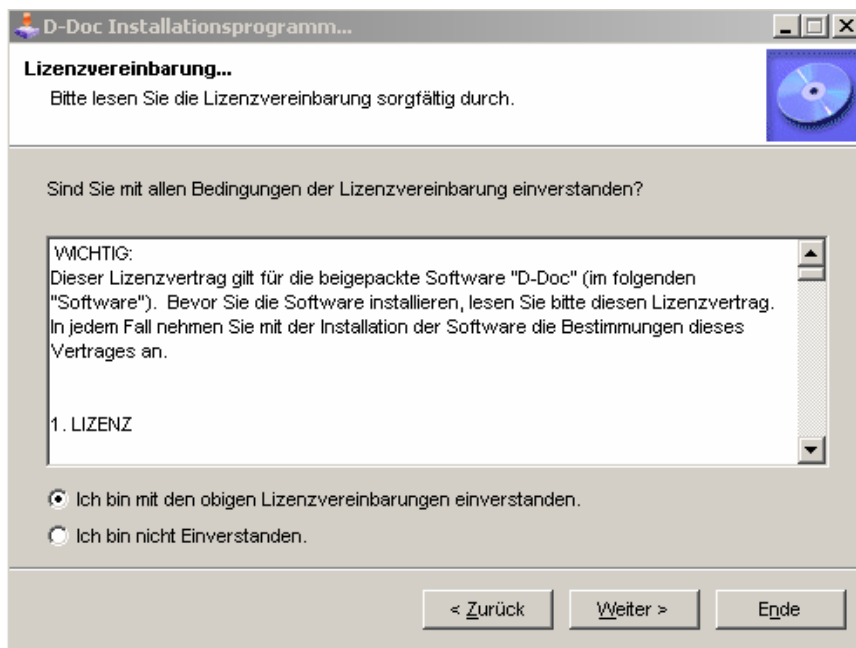 D-Doc Installationsprogramm...
Lizenzvereinbarung...
Bitte lesen Sie die Lizenzvereinbarung sorgfältig durch.
Sind Sie mit allen Bedingungen der Lizenzvereinbarung einverstanden?
WICHTIG:
Dieser Lizenzvertrag gilt für die beigepackte Software "D-Doc" (im folgenden
"Software"). Bevor Sie die Software installieren, lesen Sie bitte diesen Lizenzvertrag.
In jedem Fall nehmen Sie mit der Installation der Software die Bestimmungen dieses
Vertrages an.
1. LIZENZ
Ich bin mit den obigen Lizenzvereinbarungen einverstanden.
Ich bin nicht Einverstanden.
< Zurück Weiter > Ende